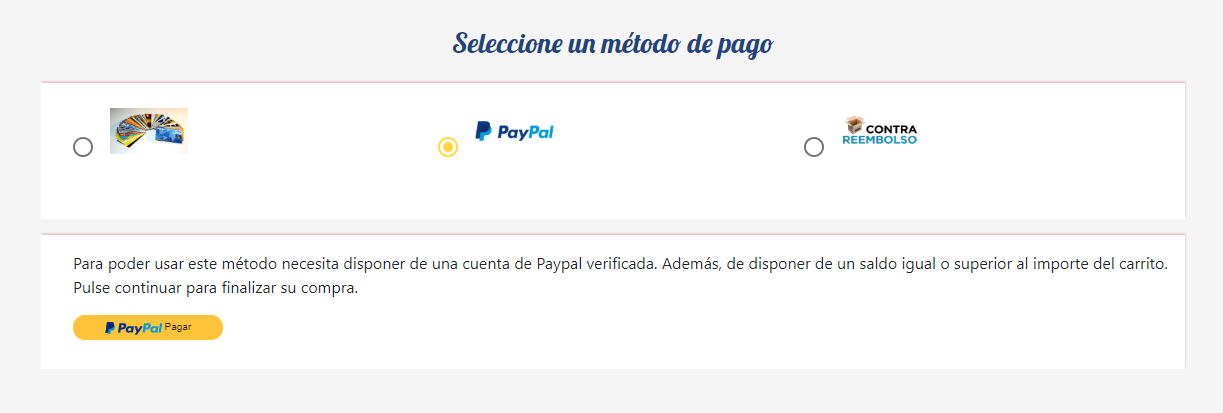 Seleccione un método de pago
PayPal
CONTRA
REEMBOLSO
Para poder usar este método necesita disponer de una cuenta de Paypal verificada. Además, de disponer de un saldo igual o superior al importe del carrito.
Pulse continuar para finalizar su compra.
PayPal Pagar